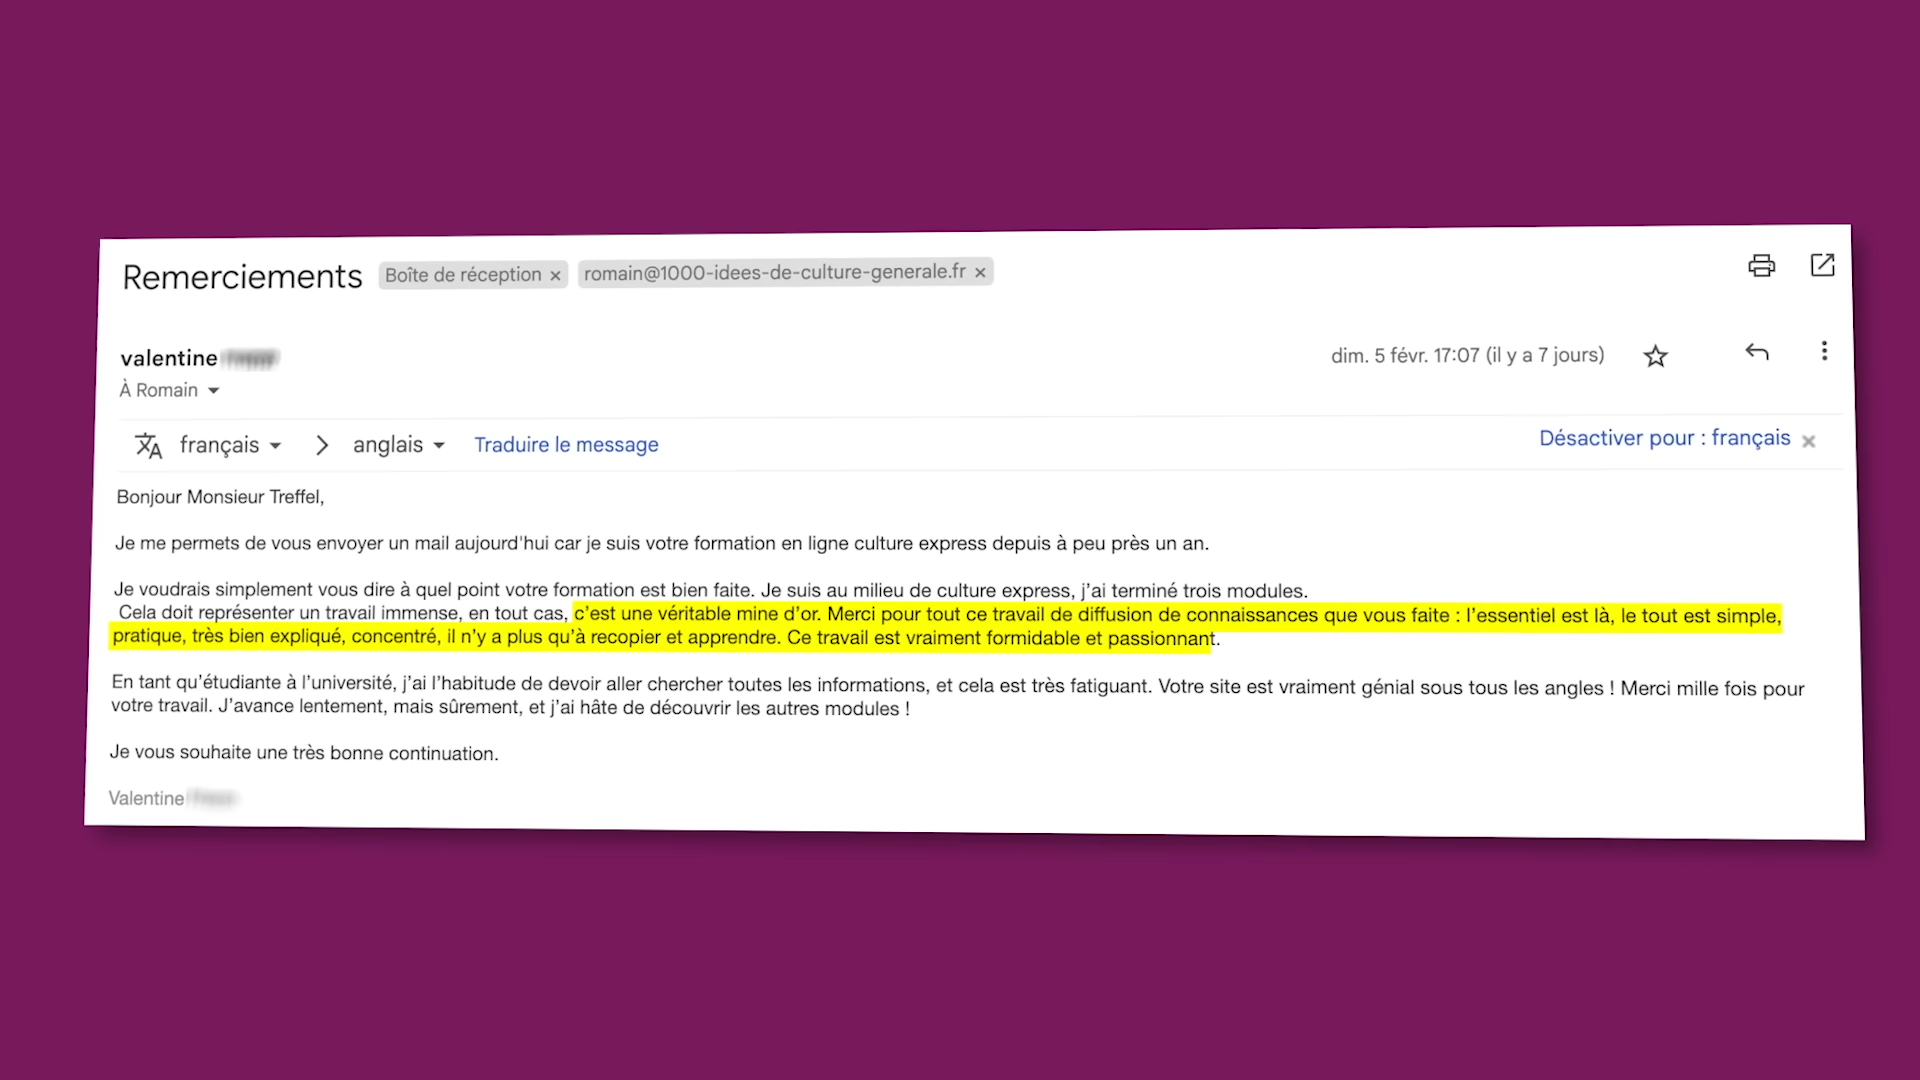 Remerciements Boîte de réception × romain@1000-idees-de-culture-generale.fr ×
valentine
dim. 5 févr. 17:07 (il y a 7 jours)
À Romain
français > anglais Traduire le message
Désactiver pour : français ×
Bonjour Monsieur Treffel,
Je me permets de vous envoyer un mail aujourd'hui car je suis votre formation en ligne culture express depuis à peu près un an.
Je voudrais simplement vous dire à quel point votre formation est bien faite. Je suis au milieu de culture express, j’ai terminé trois modules.
Cela doit représenter un travail immense, en tout cas, c’est une véritable mine d’or. Merci pour tout ce travail de diffusion de connaissances que vous faite : l’essentiel est là, le tout est simple,
pratique, très bien expliqué, concentré, il n’y a plus qu’à recopier et apprendre. Ce travail est vraiment formidable et passionnant.
En tant qu’étudiante à l’université, j’ai l’habitude de devoir aller chercher toutes les informations, et cela est très fatiguant. Votre site est vraiment génial sous tous les angles ! Merci mille fois pour
votre travail. J’avance lentement, mais sûrement, et j’ai hâte de découvrir les autres modules !
Je vous souhaite une très bonne continuation.
Valentine